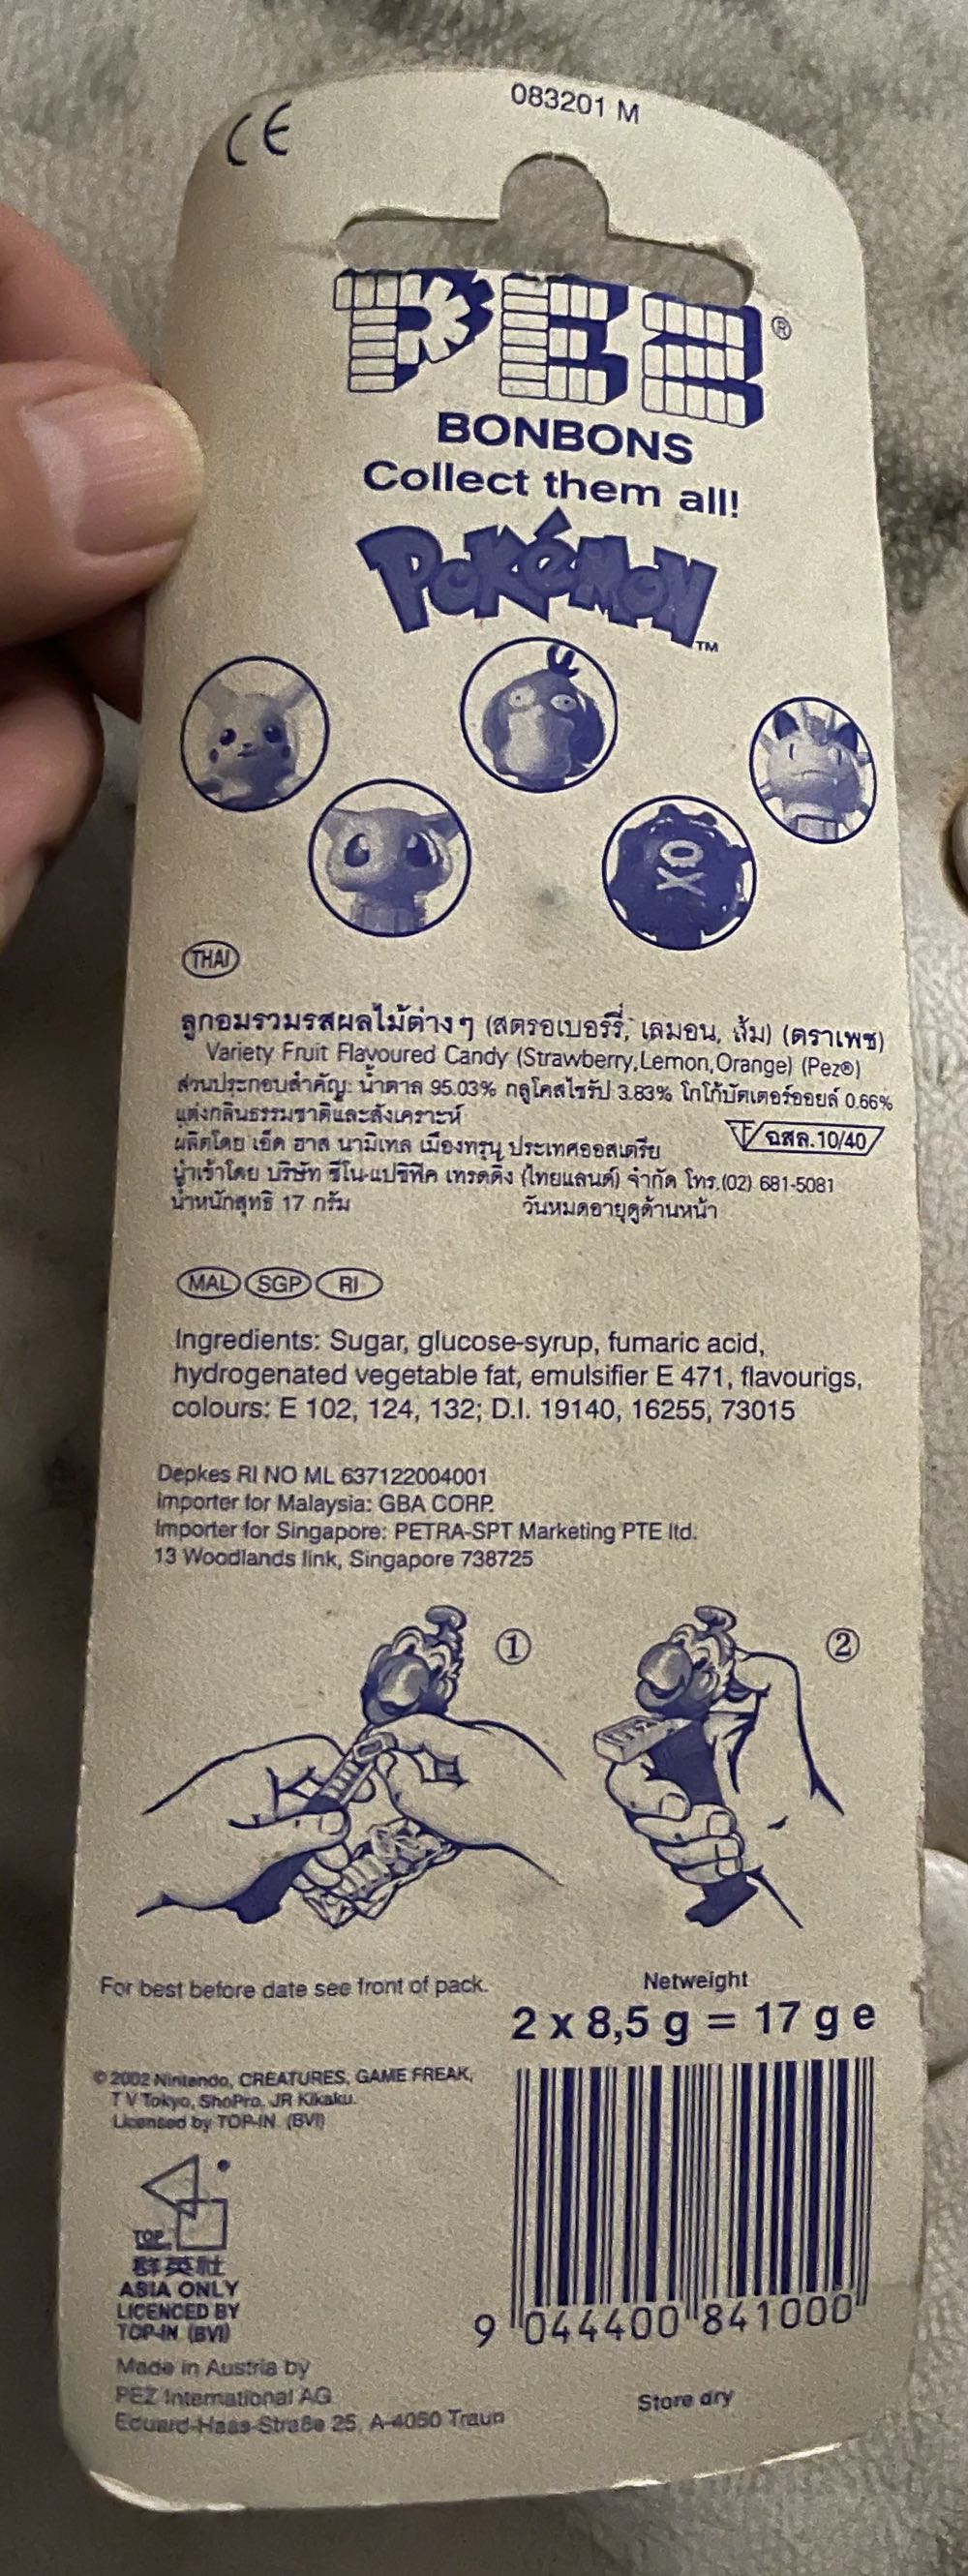 CE
083201 M
PEZ®
BONBONS
Collect them all!
Pokémon™
THAI
ลูกอมรวมรสผลไม้ต่างๆ (สตรอเบอร์รี่, เลมอน, ส้ม) (ตราเพซ)
Variety Fruit Flavoured Candy (Strawberry,Lemon,Orange) (Pez®)
ส่วนประกอบสำคัญ: น้ำตาล 95.03% กลูโคสไซรัป 3.83% โกโก้บัตเตอร์ออยล์ 0.66%
แต่งกลิ่นธรรมชาติและสังเคราะห์
ผลิตโดย เอ็ด ฮาส นามิเทล เมืองทรุน ประเทศออสเตรีย
ฉสล. 10/40
นำเข้าโดย บริษัท ซีโน-แปซิฟิค เทรดดิ้ง (ไทยแลนด์) จำกัด โทร.(02) 681-5081
น้ำหนักสุทธิ 17 กรัม วันหมดอายุดูด้านหน้า
MAL SGP RI
Ingredients: Sugar, glucose-syrup, fumaric acid,
hydrogenated vegetable fat, emulsifier E 471, flavourigs,
colours: E 102, 124, 132; D.I. 19140, 16255, 73015
Depkes RI NO ML 637122004001
Importer for Malaysia: GBA CORP.
Importer for Singapore: PETRA-SPT Marketing PTE ltd.
13 Woodlands link, Singapore 738725
① ②
For best before date see front of pack.
Netweight
2 x 8,5 g = 17 g e
© 2002 Nintendo, CREATURES, GAME FREAK,
TV Tokyo, ShoPro, JR Kikaku.
Licensed by TOP-IN (BVI)
TOP
群英社
ASIA ONLY
LICENCED BY
TOP-IN (BVI)
9 044400 841000
Made in Austria by
PEZ International AG
Eduard-Haas-Straße 25, A-4050 Traun
Store dry